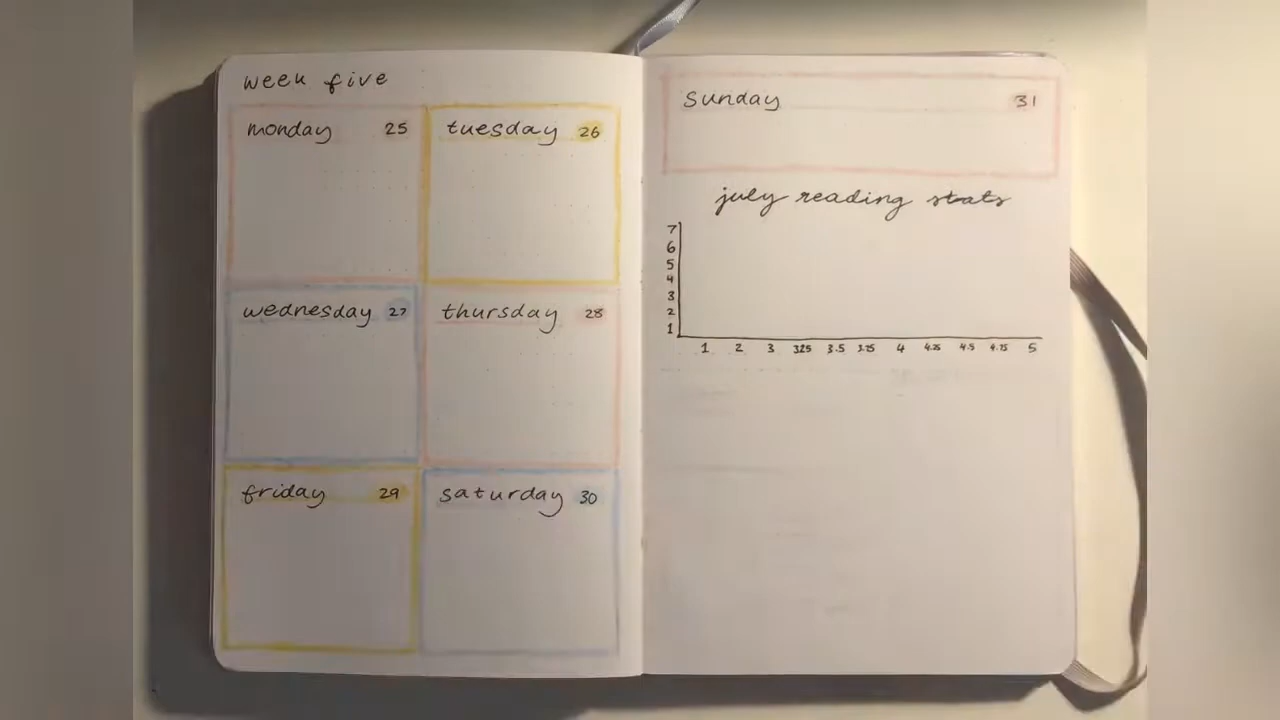 week five
monday 25
tuesday 26
wednesday 27
thursday 28
friday 29
saturday 30
sunday 31
july reading stats
7
6
5
4
3
2
1
1 2 3 3.25 3.5 3.75 4 4.25 4.5 4.75 5